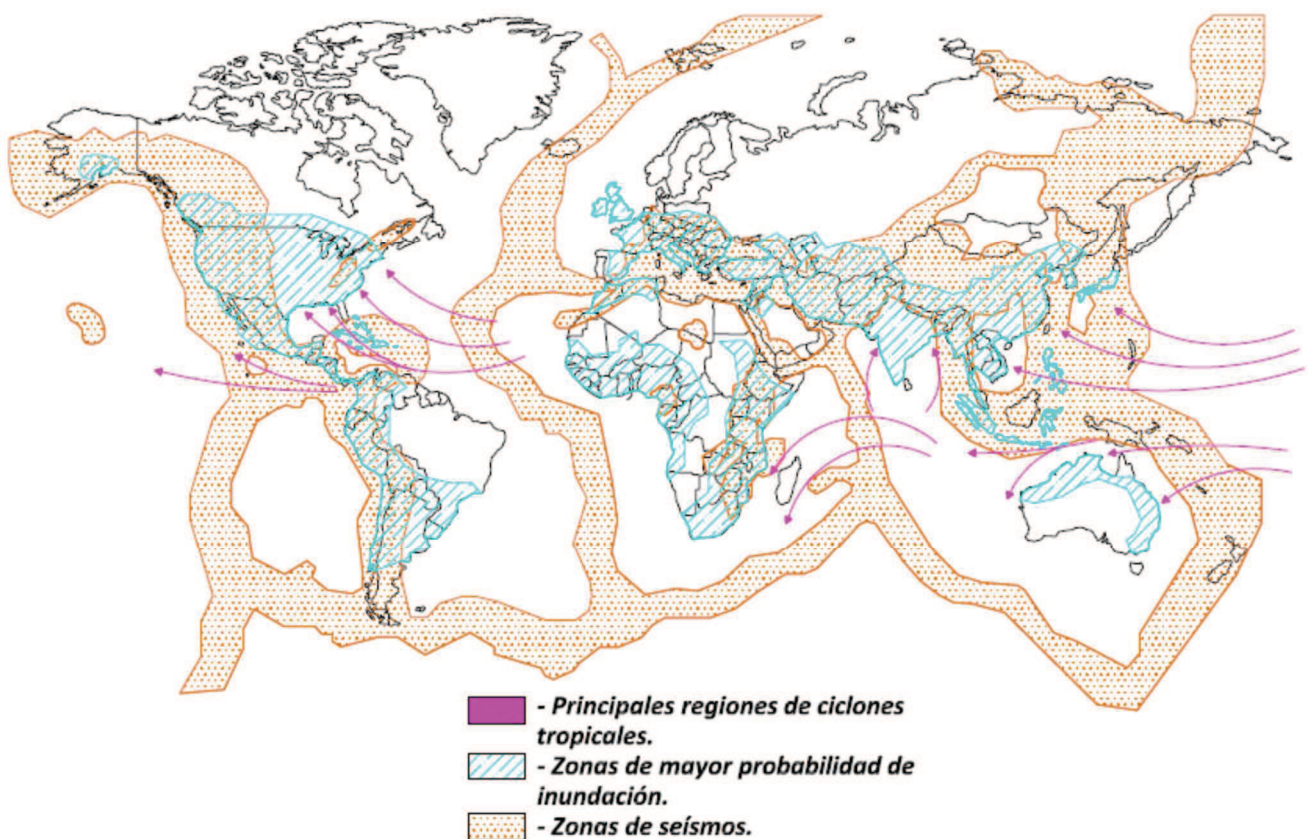 - Principales regiones de ciclones
tropicales.
- Zonas de mayor probabilidad de
inundación.
- Zonas de seísmos.